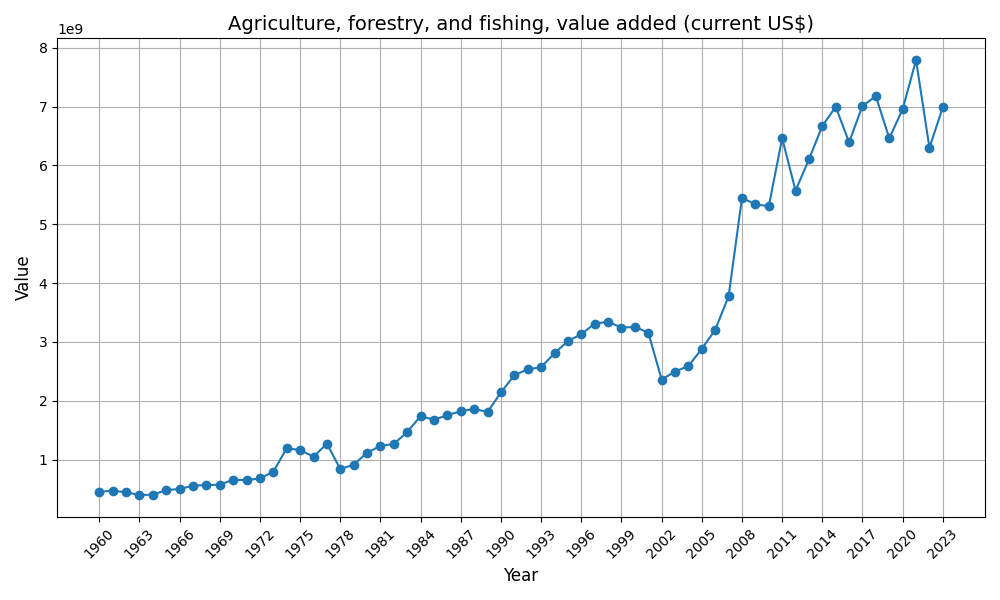 Agriculture, forestry, and fishing, value added (current US$)
1e9
8
7
6
5
4
3
2
1
Value
1960 1963 1966 1969 1972 1975 1978 1981 1984 1987 1990 1993 1996 1999 2002 2005 2008 2011 2014 2017 2020 2023
Year